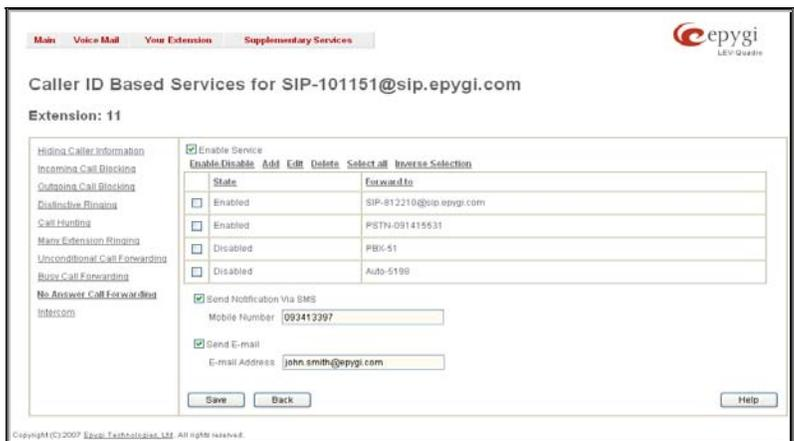 Main Voice Mail Your Extension Supplementary Services
epygi
LEV-Quadro
Caller ID Based Services for SIP-101151@sip.epygi.com
Extension: 11
Hiding Caller Information
Incoming Call Blocking
Outgoing Call Blocking
Distinctive Ringing
Call Hunting
Many Extension Ringing
Unconditional Call Forwarding
Busy Call Forwarding
No Answer Call Forwarding
Intercom
Enable Service
Enable/Disable Add Edit Delete Select all Inverse Selection
State Forward to
Enabled SIP-812210@sip.epygi.com
Enabled PSTN-091415531
Disabled PBX-51
Disabled Auto-5198
Send Notification Via SMS
Mobile Number 093413397
Send E-mail
E-mail Address john.smith@epygi.com
Save Back Help
Copyright (C) 2007 Epygi Technologies, Ltd. All rights reserved.